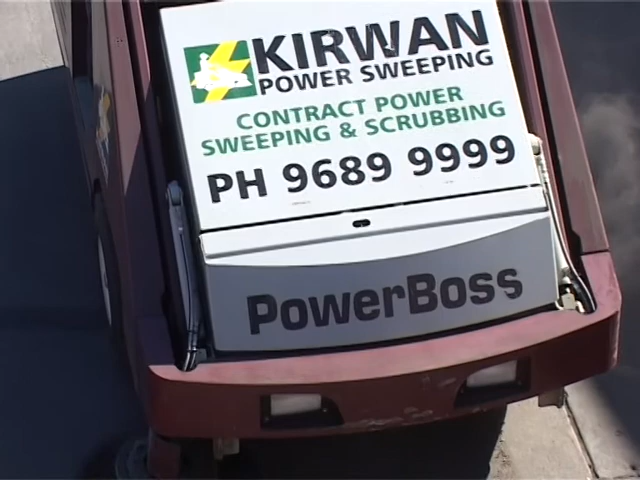 KIRWAN
POWER SWEEPING
CONTRACT POWER
SWEEPING & SCRUBBING
PH 9689 9999
PowerBoss